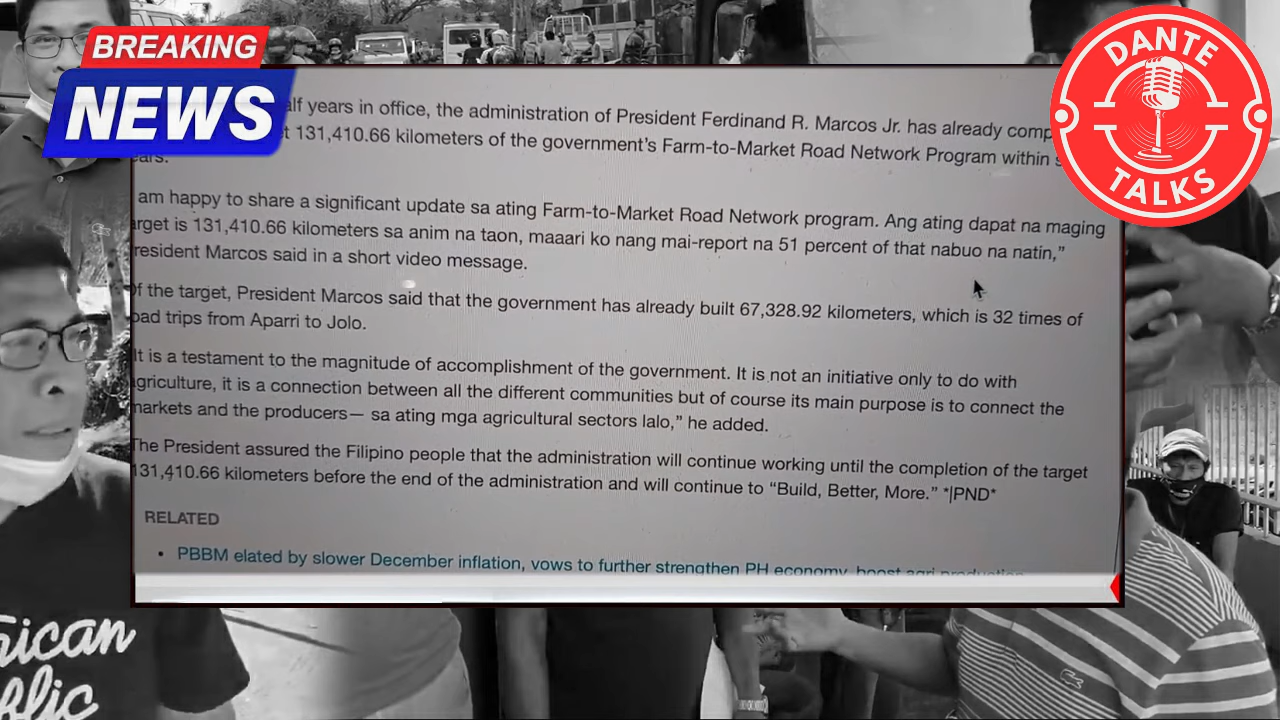 BREAKING
NEWS
DANTE
TALKS
alf years in office, the administration of President Ferdinand R. Marcos Jr. has already comp
131,410.66 kilometers of the government's Farm-to-Market Road Network Program within
ears.
am happy to share a significant update sa ating Farm-to-Market Road Network program. Ang ating dapat na maging
arget is 131,410.66 kilometers sa anim na taon, maaari ko nang mai-report na 51 percent of that nabuo na natin,"
resident Marcos said in a short video message.
Of the target, President Marcos said that the government has already built 67,328.92 kilometers, which is 32 times of
oad trips from Aparri to Jolo.
It is a testament to the magnitude of accomplishment of the government. It is not an initiative only to do with
griculture, it is a connection between all the different communities but of course its main purpose is to connect the
markets and the producers— sa ating mga agricultural sectors lalo," he added.
The President assured the Filipino people that the administration will continue working until the completion of the target
131,410.66 kilometers before the end of the administration and will continue to "Build, Better, More." *|PND*
RELATED
• PBBM elated by slower December inflation, vows to further strengthen PH economy, boost agri production
rican
blic